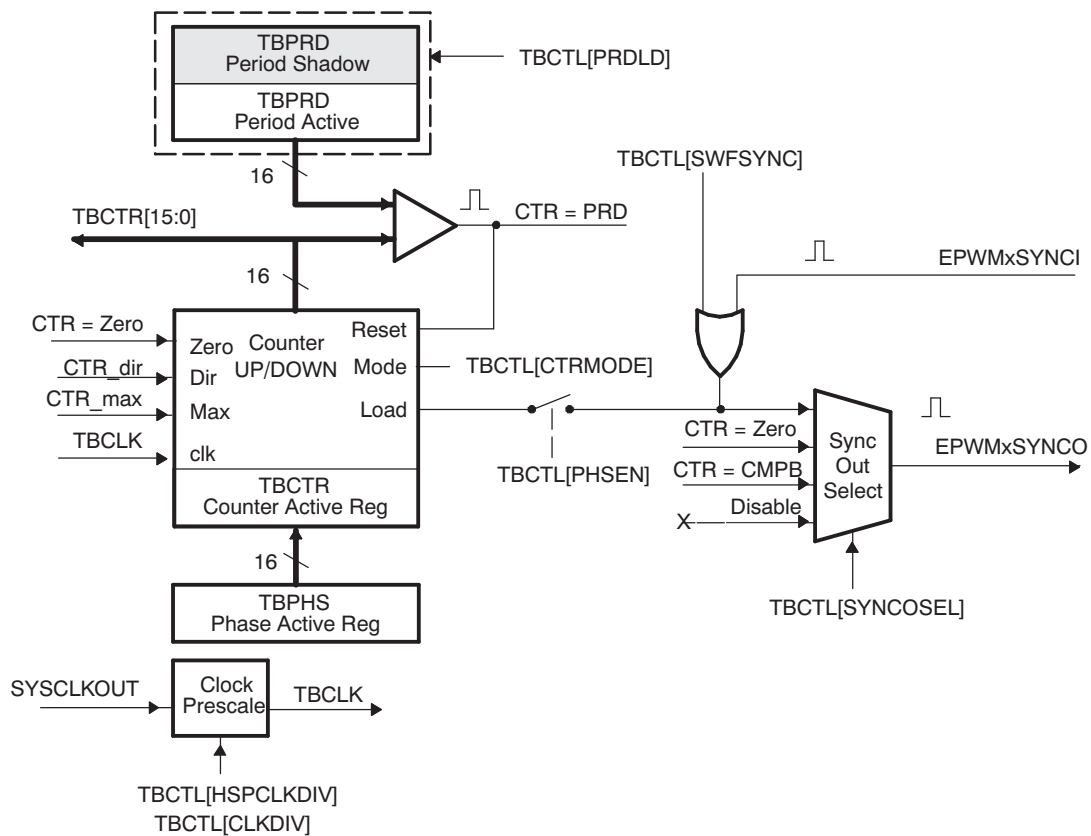 TBPRD
Period Shadow
TBPRD
Period Active
TBCTL[PRDLD]
16
TBCTR[15:0]
CTR = PRD
TBCTL[SWFSYNC]
EPWMxSYNCI
16
CTR = Zero
CTR_dir
CTR_max
TBCLK
Zero
Dir
Max
clk
Counter
UP/DOWN
Reset
Mode
Load
TBCTL[CTRMODE]
TBCTR
Counter Active Reg
TBCTL[PHSEN]
CTR = Zero
CTR = CMPB
Disable
X
Sync
Out
Select
EPWMxSYNCO
TBCTL[SYNCOSEL]
16
TBPHS
Phase Active Reg
SYSCLKOUT
Clock
Prescale
TBCLK
TBCTL[HSPCLKDIV]
TBCTL[CLKDIV]